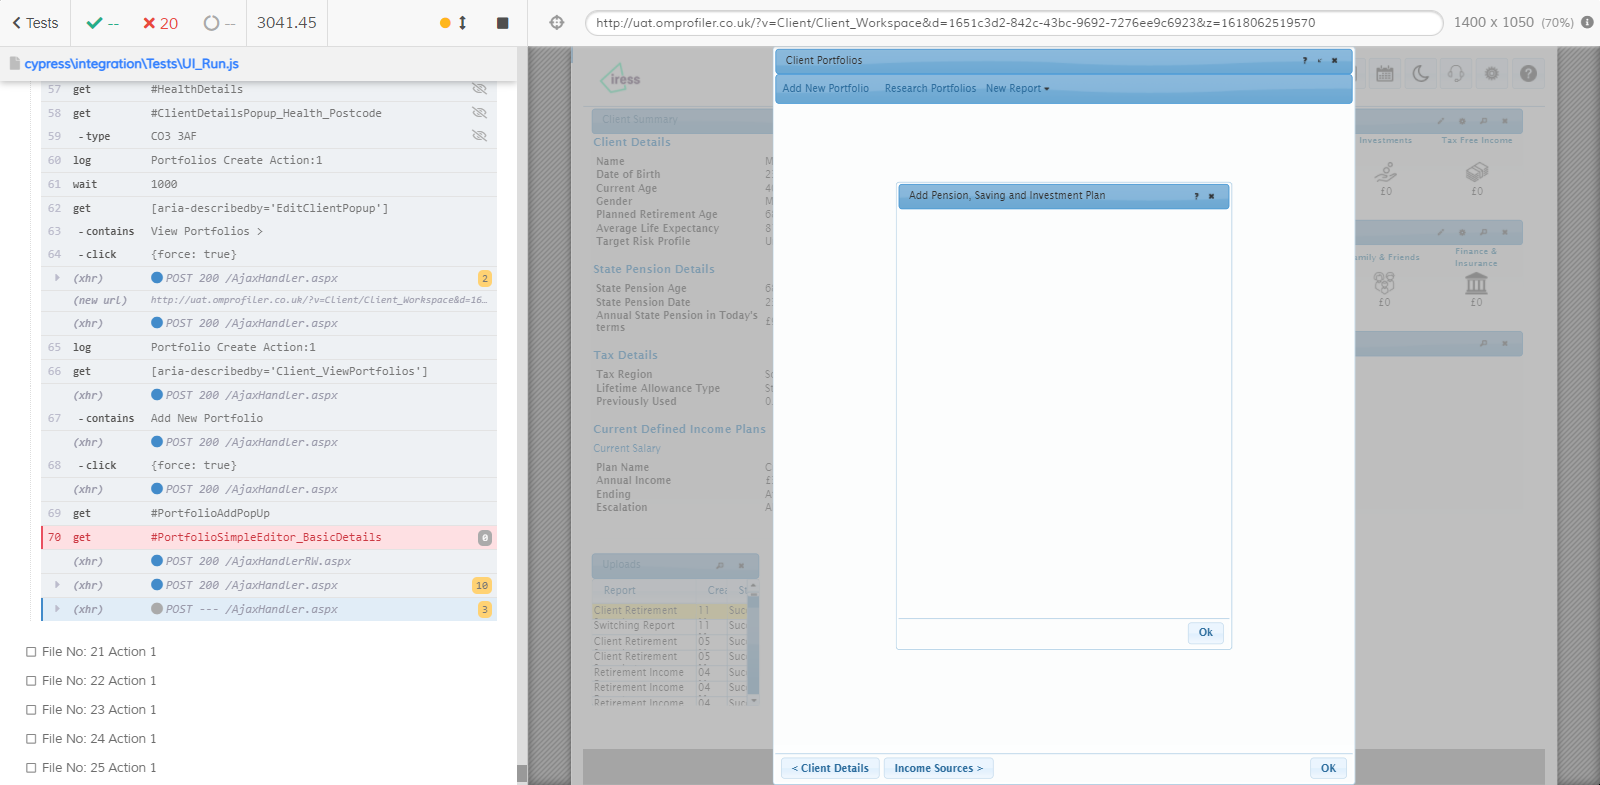 Tests
--
20
--
3041.45
http://uat.omprofiler.co.uk/?v=Client/Client_Workspace&d=1651c3d2-842c-43bc-9692-7276ee9c6923&z=1618062519570
1400 x 1050 (70%)
cypress\integration\Tests\UI_Run.js
57 get #HealthDetails
58 get #ClientDetailsPopup_Health_Postcode
59 -type CO3 3AF
60 log Portfolios Create Action:1
61 wait 1000
62 get [aria-describedby='EditClientPopup']
63 -contains View Portfolios >
64 -click {force: true}
(xhr) POST 200 /AjaxHandler.aspx 2
(new url) http://uat.omprofiler.co.uk/?v=Client/Client_Workspace&d=16...
(xhr) POST 200 /AjaxHandler.aspx
65 log Portfolio Create Action:1
66 get [aria-describedby='Client_ViewPortfolios']
(xhr) POST 200 /AjaxHandler.aspx
67 -contains Add New Portfolio
(xhr) POST 200 /AjaxHandler.aspx
68 -click {force: true}
(xhr) POST 200 /AjaxHandler.aspx
69 get #PortfolioAddPopUp
70 get #PortfolioSimpleEditor_BasicDetails 0
(xhr) POST 200 /AjaxHandlerRW.aspx
(xhr) POST 200 /AjaxHandler.aspx 10
(xhr) POST --- /AjaxHandler.aspx 3
File No: 21 Action 1
File No: 22 Action 1
File No: 23 Action 1
File No: 24 Action 1
File No: 25 Action 1
iress
Client Summary
Client Details
Name
Date of Birth
Current Age
Gender
Planned Retirement Age
Average Life Expectancy
Target Risk Profile
State Pension Details
State Pension Age
State Pension Date
Annual State Pension in Today's
terms
Tax Details
Tax Region
Lifetime Allowance Type
Previously Used
Current Defined Income Plans
Current Salary
Plan Name
Annual Income
Ending
Escalation
Uploads
Report
Client Retirement 11
Switching Report 11
Client Retirement 05
Client Retirement 05
Retirement Income 04
Retirement Income 04
Retirement Income 04
Client Portfolios
Add New Portfolio Research Portfolios New Report
Add Pension, Saving and Investment Plan
Ok
< Client Details Income Sources > OK
Investments Tax Free Income
£0 £0
& Friends
Finance &
Insurance
£0 £0